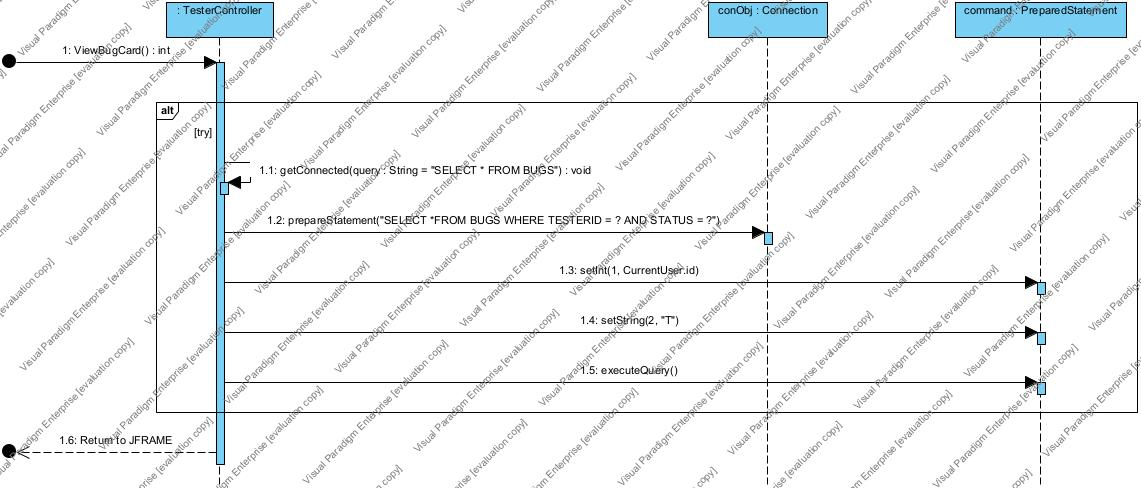 : TesterController
conObj : Connection
command : PreparedStatement
1: ViewBugCard() : int
alt
[try]
1.1: getConnected(query : String = "SELECT * FROM BUGS") : void
1.2: prepareStatement("SELECT *FROM BUGS WHERE TESTERID = ? AND STATUS = ?")
1.3: setInt(1, CurrentUser.id)
1.4: setString(2, "T")
1.5: executeQuery()
1.6: Return to JFRAME
Visual Paradigm Enterprise [evaluation copy]